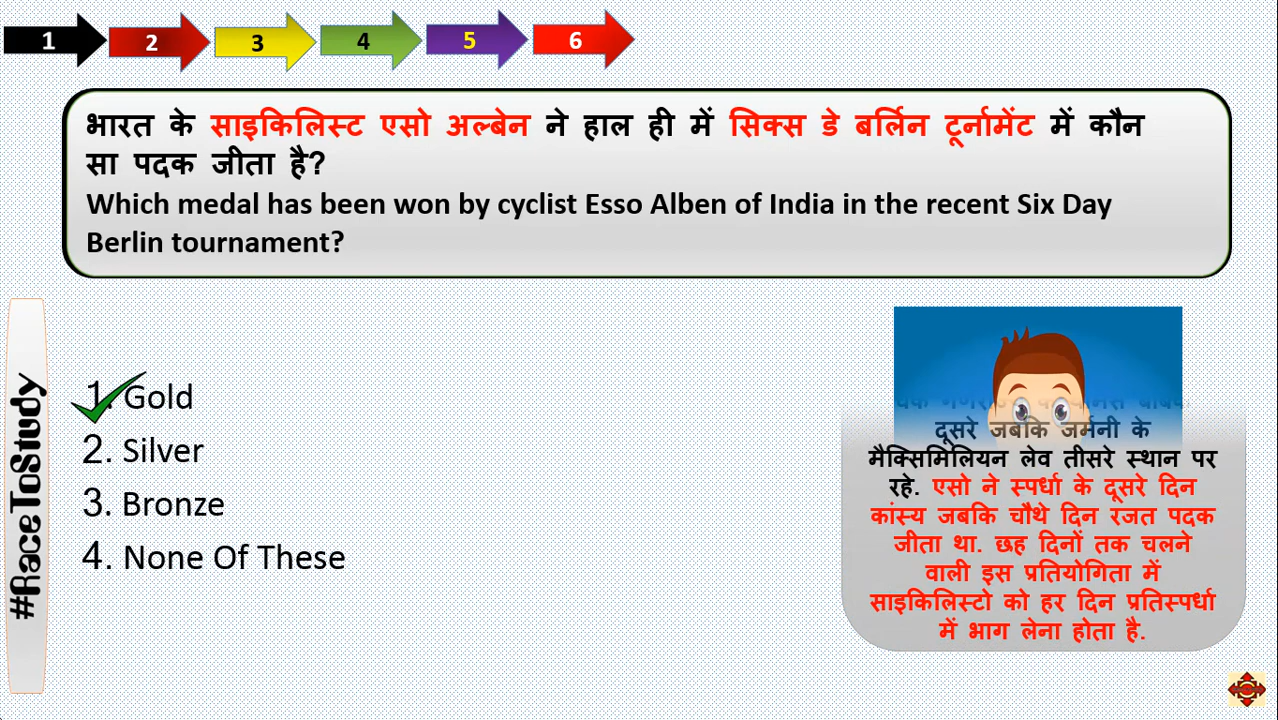 1 2 3 4 5 6
भारत के साइकिलिस्ट एसो अल्बेन ने हाल ही में सिक्स डे बर्लिन टूर्नामेंट में कौन
सा पदक जीता है?
Which medal has been won by cyclist Esso Alben of India in the recent Six Day
Berlin tournament?
#RaceToStudy
1. Gold
2. Silver
3. Bronze
4. None Of These
दूसरे जबकि जर्मनी के
मैक्सिमिलियन लेव तीसरे स्थान पर
रहे. एसो ने स्पर्धा के दूसरे दिन
कांस्य जबकि चौथे दिन रजत पदक
जीता था. छह दिनों तक चलने
वाली इस प्रतियोगिता में
साइकिलिस्टो को हर दिन प्रतिस्पर्धा
में भाग लेना होता है.